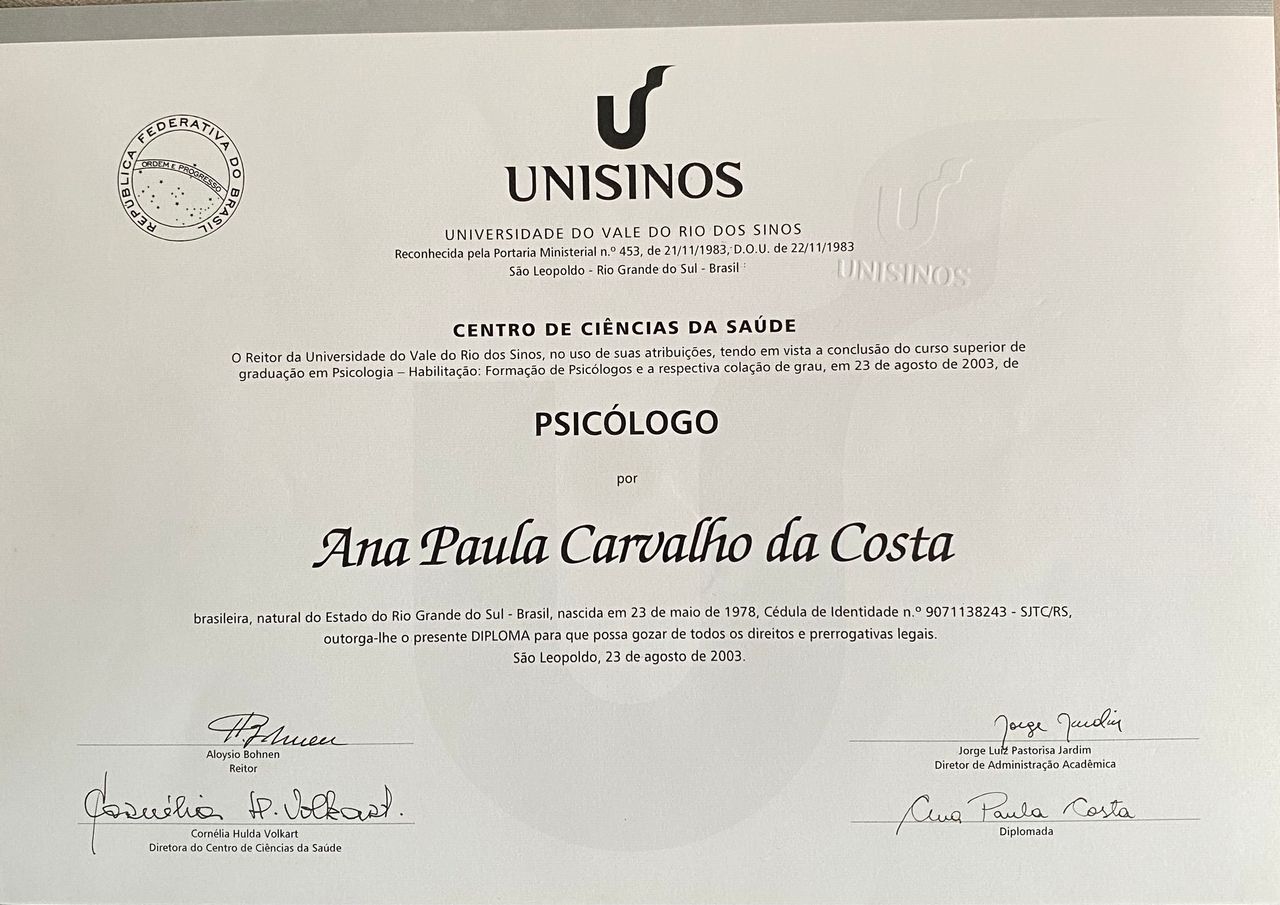 REPUBLICA FEDERATIVA DO BRASIL
ORDEM E PROGRESSO
UNISINOS
UNIVERSIDADE DO VALE DO RIO DOS SINOS
Reconhecida pela Portaria Ministerial n.º 453, de 21/11/1983, D.O.U. de 22/11/1983
São Leopoldo - Rio Grande do Sul - Brasil
UNISINOS
CENTRO DE CIÊNCIAS DA SAÚDE
O Reitor da Universidade do Vale do Rio dos Sinos, no uso de suas atribuições, tendo em vista a conclusão do curso superior de
graduação em Psicologia – Habilitação: Formação de Psicólogos e a respectiva colação de grau, em 23 de agosto de 2003, de
PSICÓLOGO
por
Ana Paula Carvalho da Costa
brasileira, natural do Estado do Rio Grande do Sul - Brasil, nascida em 23 de maio de 1978, Cédula de Identidade n.º 9071138243 - SJTC/RS,
outorga-lhe o presente DIPLOMA para que possa gozar de todos os direitos e prerrogativas legais.
São Leopoldo, 23 de agosto de 2003.
Aloysio Bohnen
Reitor
Jorge Jardim
Jorge Luiz Pastorisa Jardim
Diretor de Administração Acadêmica
Cornélia H. Volkart.
Cornélia Hulda Volkart
Diretora do Centro de Ciências da Saúde
Ana Paula Costa
Diplomada